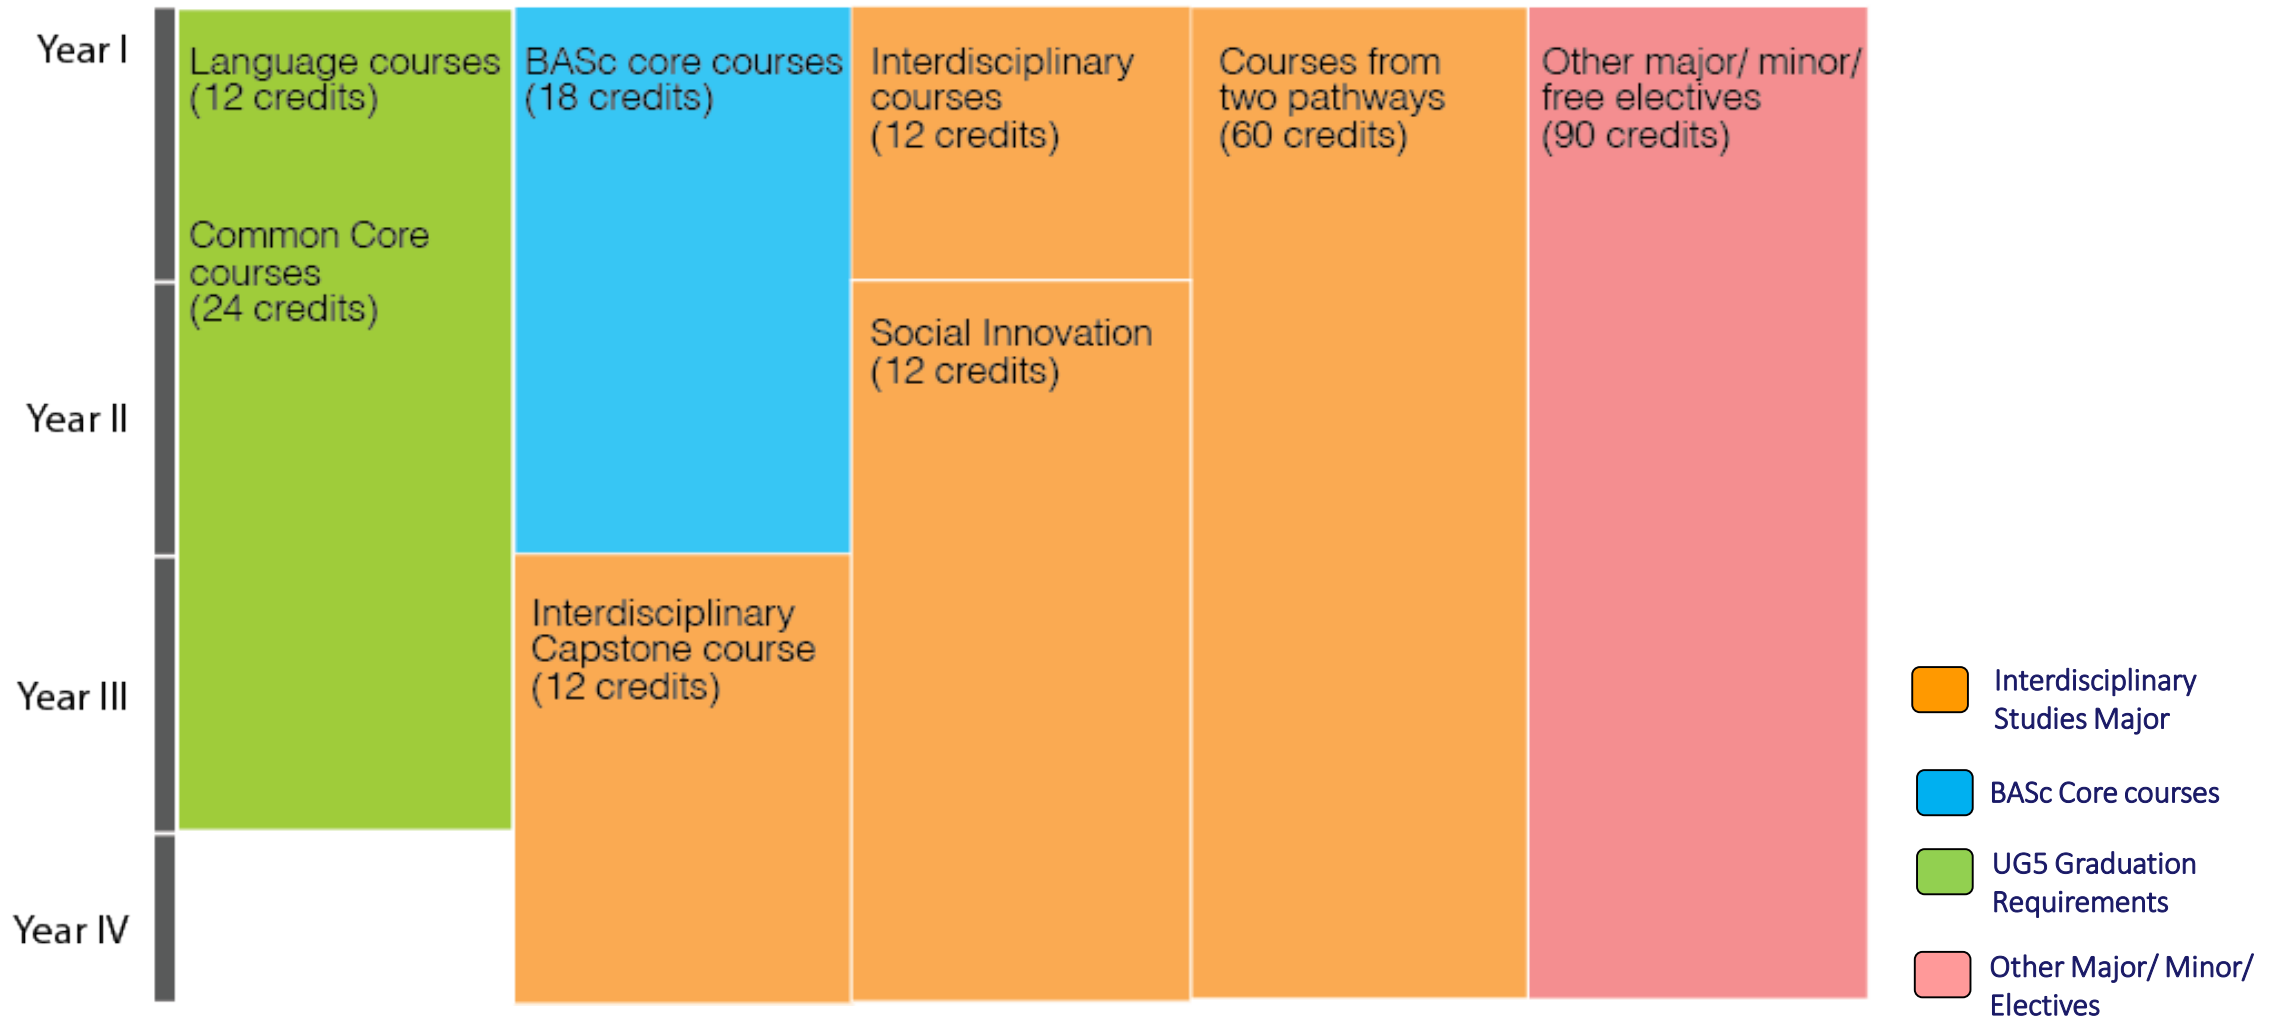 Year I
Year II
Year III
Year IV
Language courses
(12 credits)
Common Core
courses
(24 credits)
BASc core courses
(18 credits)
Interdisciplinary
Capstone course
(12 credits)
Interdisciplinary
courses
(12 credits)
Social Innovation
(12 credits)
Courses from
two pathways
(60 credits)
Other major/ minor/
free electives
(90 credits)
Interdisciplinary
Studies Major
BASc Core courses
UG5 Graduation
Requirements
Other Major/ Minor/
Electives